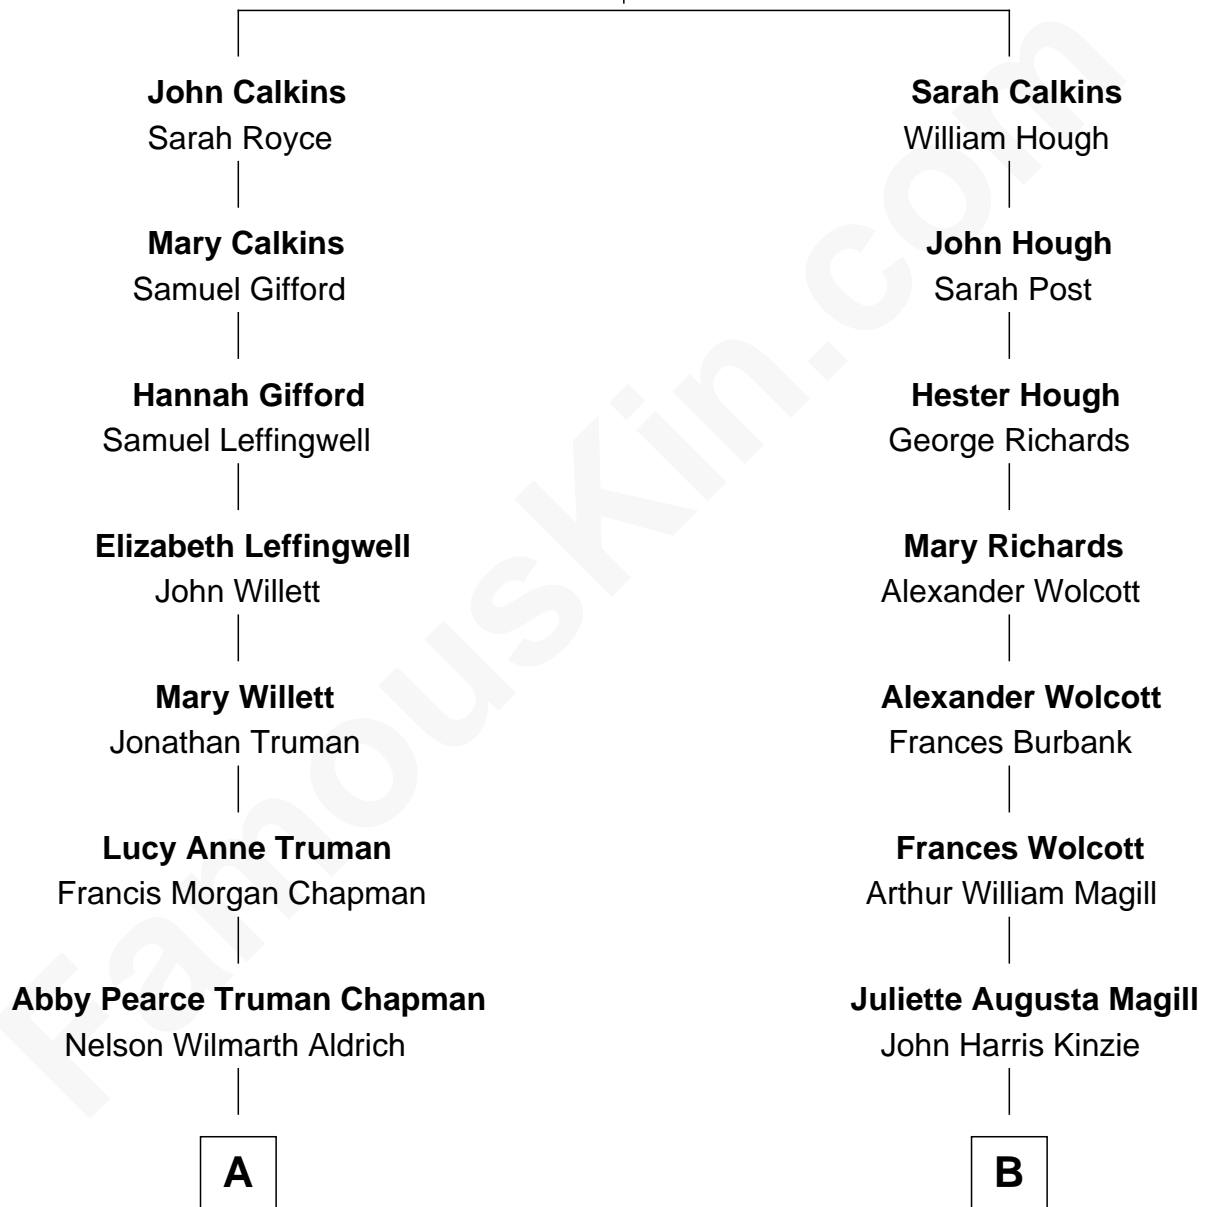 John Calkins
Sarah Royce
Mary Calkins
Samuel Gifford
Hannah Gifford
Samuel Leffingwell
Elizabeth Leffingwell
John Willett
Mary Willett
Jonathan Truman
Lucy Anne Truman
Francis Morgan Chapman
Abby Pearce Truman Chapman
Nelson Wilmarth Aldrich
A
Sarah Calkins
William Hough
John Hough
Sarah Post
Hester Hough
George Richards
Mary Richards
Alexander Wolcott
Alexander Wolcott
Frances Burbank
Frances Wolcott
Arthur William Magill
Juliette Augusta Magill
John Harris Kinzie
B
FamousKin.com